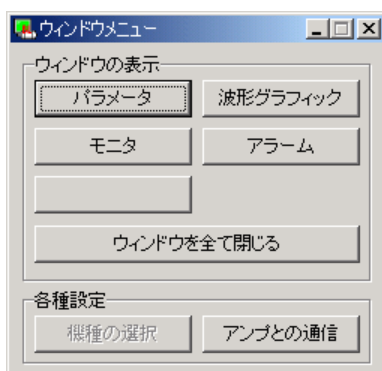 ウィンドウメニュー
ウィンドウの表示
パラメータ 波形グラフィック
モニタ アラーム
ウィンドウを全て閉じる
各種設定
機種の選択 アンプとの通信